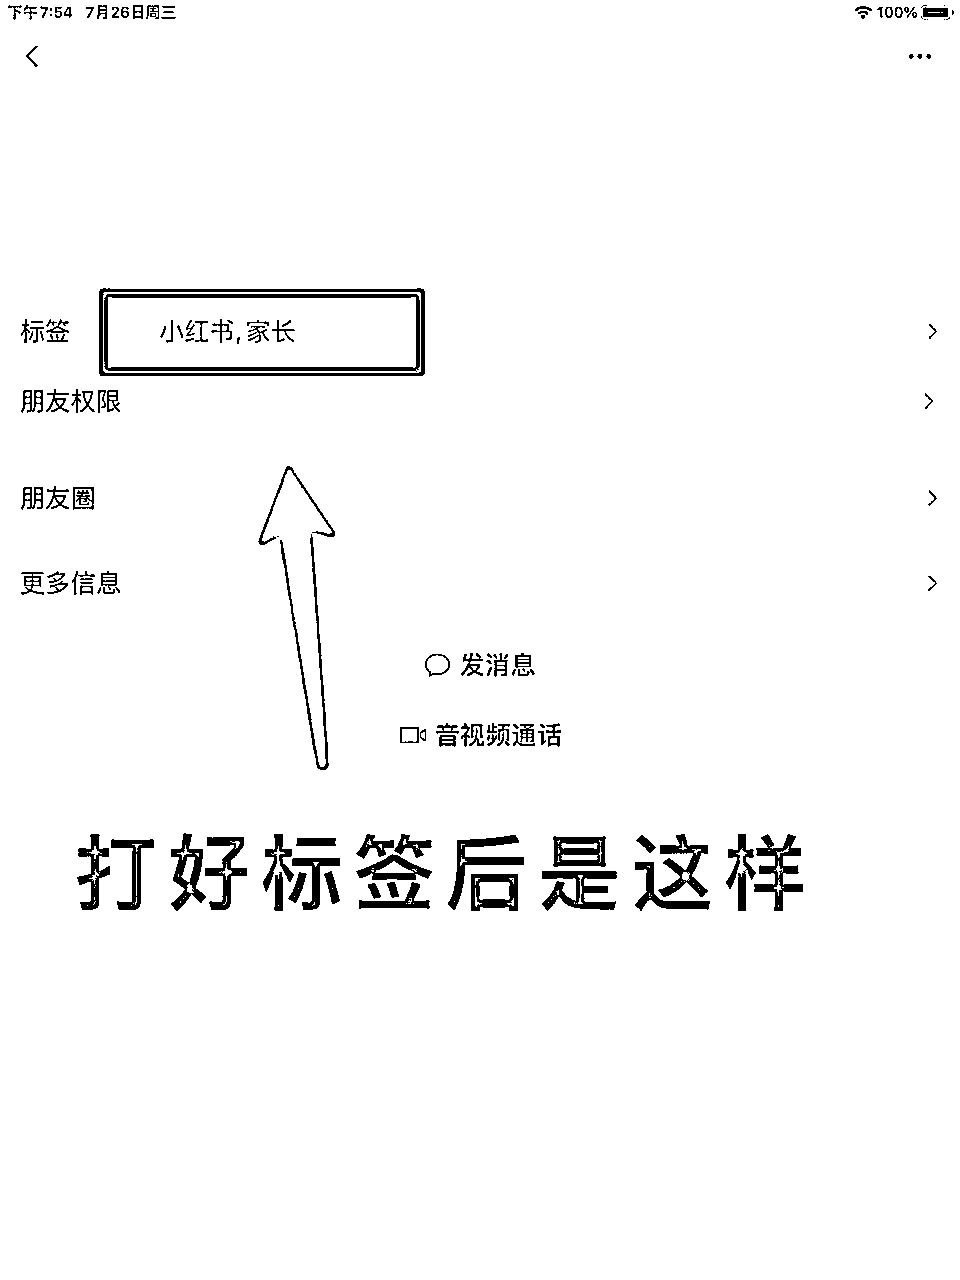 下午7:54 7月26日周三 100%
标签 小红书, 家长
朋友权限
朋友圈
更多信息
发消息
音视频通话
打好标签后是这样